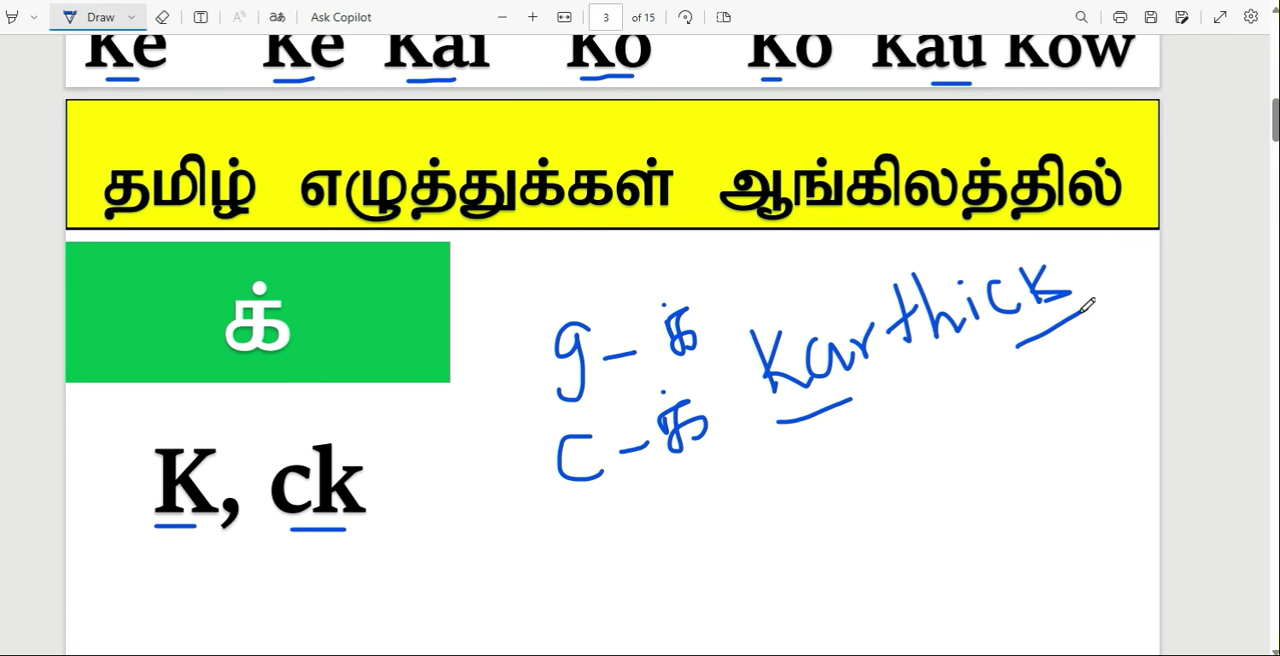 Draw
Ask Copilot
3 of 15
Ke Ke Kai Ko Ko Kau Kow
தமிழ் எழுத்துக்கள் ஆங்கிலத்தில்
க்
g - க்
Karthick
C - க்
K, ck